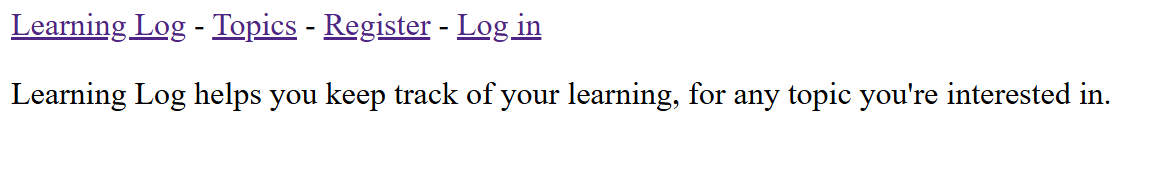 Learning Log - Topics - Register - Log in
Learning Log helps you keep track of your learning, for any topic you're interested in.